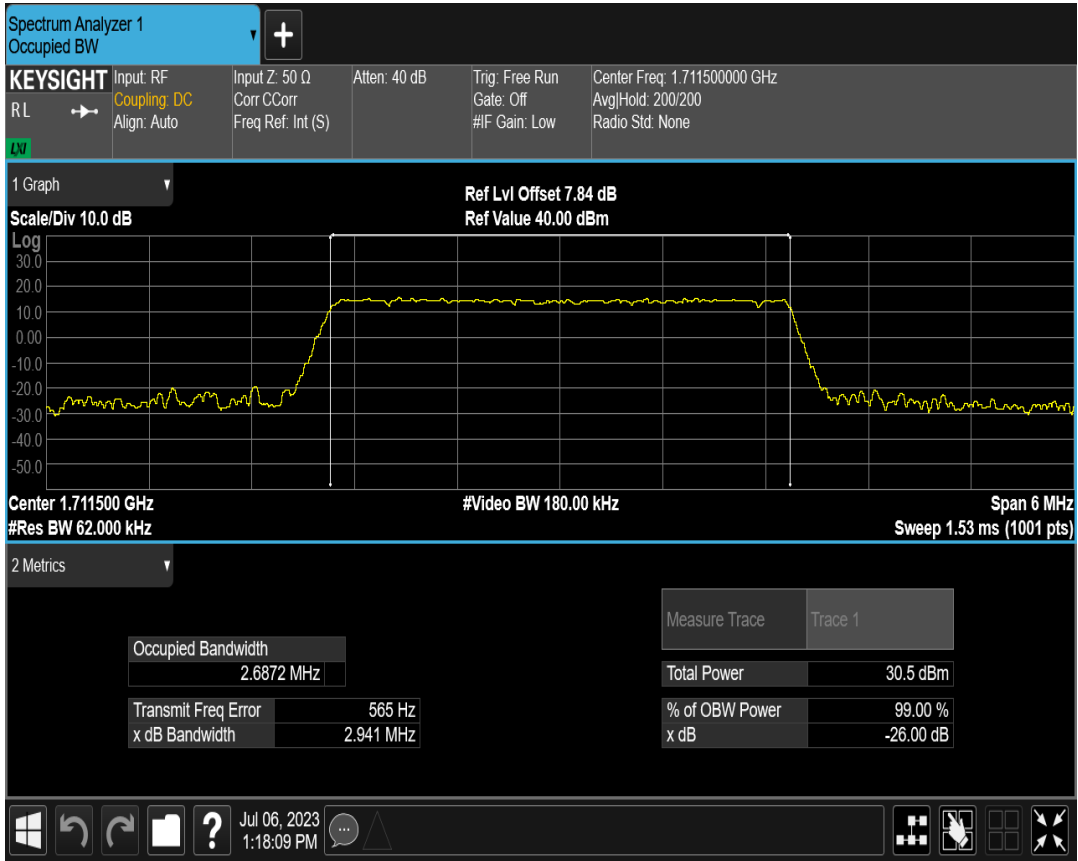 Spectrum Analyzer 1
Occupied BW
KEYSIGHT
R L
LXI
Input: RF
Coupling: DC
Align: Auto
Input Z: 50 Ω
Corr CCorr
Freq Ref: Int (S)
Atten: 40 dB
Trig: Free Run
Gate: Off
#IF Gain: Low
Center Freq: 1.711500000 GHz
Avg|Hold: 200/200
Radio Std: None
1 Graph
Ref Lvl Offset 7.84 dB
Scale/Div 10.0 dB
Ref Value 40.00 dBm
Log
30.0
20.0
10.0
0.00
-10.0
-20.0
-30.0
-40.0
-50.0
Center 1.711500 GHz
#Video BW 180.00 kHz
Span 6 MHz
#Res BW 62.000 kHz
Sweep 1.53 ms (1001 pts)
2 Metrics
Measure Trace
Trace 1
Occupied Bandwidth
2.6872 MHz
Total Power
30.5 dBm
Transmit Freq Error
565 Hz
% of OBW Power
99.00 %
x dB Bandwidth
2.941 MHz
x dB
-26.00 dB
?
Jul 06, 2023
1:18:09 PM